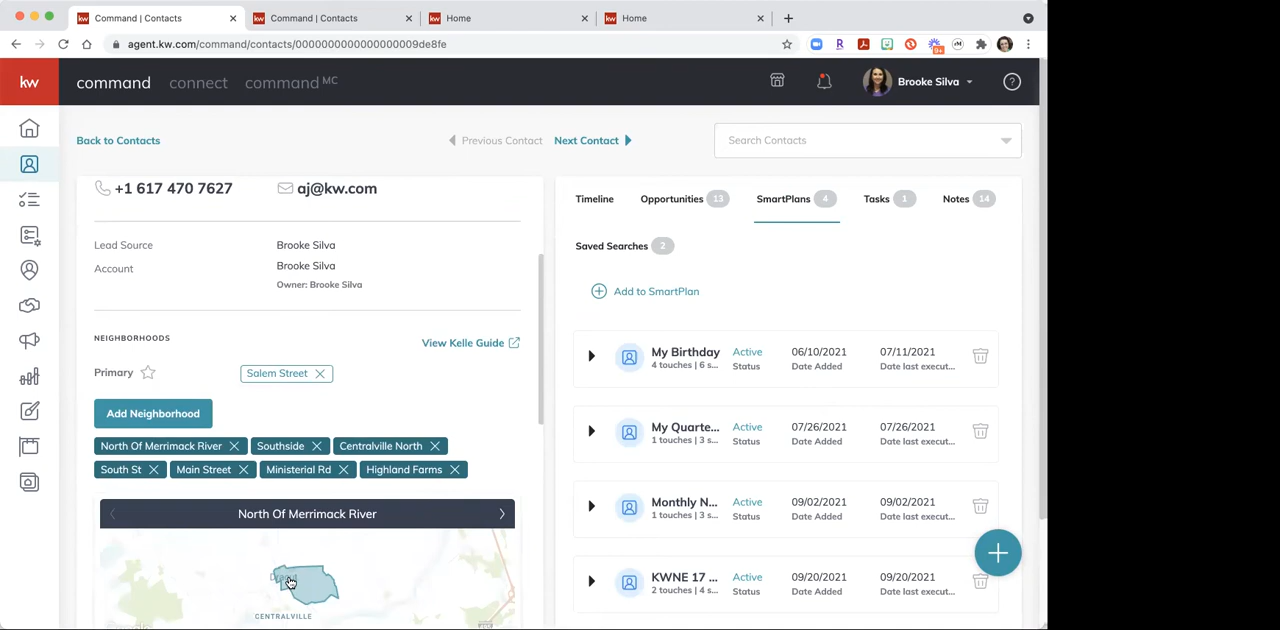 Command | Contacts
Command | Contacts
Home
Home
agent.kw.com/command/contacts/0000000000000000009de8fe
9+
kw
command connect command MC
Brooke Silva
Back to Contacts
Previous Contact Next Contact
Search Contacts
+1 617 470 7627 aj@kw.com
Lead Source Brooke Silva
Account Brooke Silva
Owner: Brooke Silva
NEIGHBORHOODS
View Kelle Guide
Primary Salem Street
Add Neighborhood
North Of Merrimack River Southside Centralville North
South St Main Street Ministerial Rd Highland Farms
North Of Merrimack River
CENTRALVILLE
Timeline Opportunities 13 SmartPlans 4 Tasks 1 Notes 14
Saved Searches 2
Add to SmartPlan
My Birthday Active 06/10/2021 07/11/2021
4 touches | 6 s... Status Date Added Date last execut...
My Quarte... Active 07/26/2021 07/26/2021
1 touches | 3 s... Status Date Added Date last execut...
Monthly N... Active 09/02/2021 09/02/2021
1 touches | 3 s... Status Date Added Date last execut...
KWNE 17 ... Active 09/20/2021 09/20/2021
2 touches | 4 s... Status Date Added Date last execut...